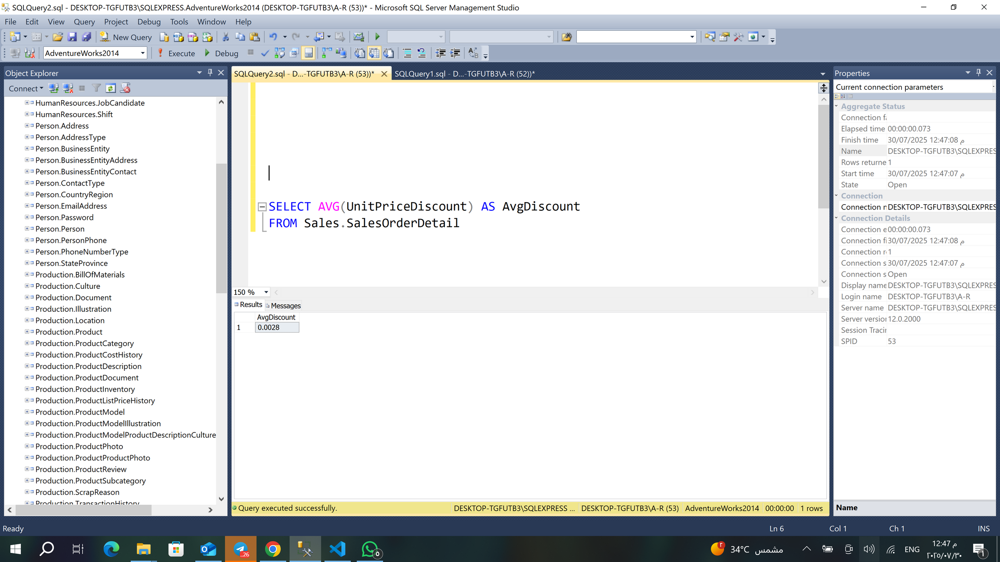 SQLQuery2.sql - DESKTOP-TGFUTB3\SQLEXPRESS.AdventureWorks2014 (DESKTOP-TGFUTB3\A-R (53))* - Microsoft SQL Server Management Studio
File Edit View Query Project Debug Tools Window Help
New Query
AdventureWorks2014 Execute Debug
Object Explorer
Connect
HumanResources.JobCandidate
HumanResources.Shift
Person.Address
Person.AddressType
Person.BusinessEntity
Person.BusinessEntityAddress
Person.BusinessEntityContact
Person.ContactType
Person.CountryRegion
Person.EmailAddress
Person.Password
Person.Person
Person.PersonPhone
Person.PhoneNumberType
Person.StateProvince
Production.BillOfMaterials
Production.Culture
Production.Document
Production.Illustration
Production.Location
Production.Product
Production.ProductCategory
Production.ProductCostHistory
Production.ProductDescription
Production.ProductDocument
Production.ProductInventory
Production.ProductListPriceHistory
Production.ProductModel
Production.ProductModelIllustration
Production.ProductModelProductDescriptionCulture
Production.ProductPhoto
Production.ProductProductPhoto
Production.ProductReview
Production.ProductSubcategory
Production.ScrapReason
Production.TransactionHistory
SQLQuery2.sql - D...-TGFUTB3\A-R (53))* SQLQuery1.sql - D...-TGFUTB3\A-R (52))*
SELECT AVG(UnitPriceDiscount) AS AvgDiscount
FROM Sales.SalesOrderDetail
150 %
Results Messages
AvgDiscount
1 0.0028
Query executed successfully. DESKTOP-TGFUTB3\SQLEXPRESS ... DESKTOP-TGFUTB3\A-R (53) AdventureWorks2014 00:00:00 1 rows
Properties
Current connection parameters
Aggregate Status
Connection fa
Elapsed time 00:00:00.073
Finish time 30/07/2025 12:47:08 م
Name DESKTOP-TGFUTB3\SQLEXPRES
Rows returne 1
Start time 30/07/2025 12:47:07 م
State Open
Connection
Connection n DESKTOP-TGFUTB3\SQLEXPRES
Connection Details
Connection e 00:00:00.073
Connection fi 30/07/2025 12:47:08 م
Connection r 1
Connection s 30/07/2025 12:47:07 م
Connection s Open
Display name DESKTOP-TGFUTB3\SQLEXPRES
Login name DESKTOP-TGFUTB3\A-R
Server name DESKTOP-TGFUTB3\SQLEXPRES
Server version 12.0.2000
Session Tracin
SPID 53
Name
Ready Ln 6 Col 1 Ch 1 INS
..26 ٥ ٢ 34°C مشمس ENG 12:47 م
٢٠٢٥/٠٧/٣٠ ١